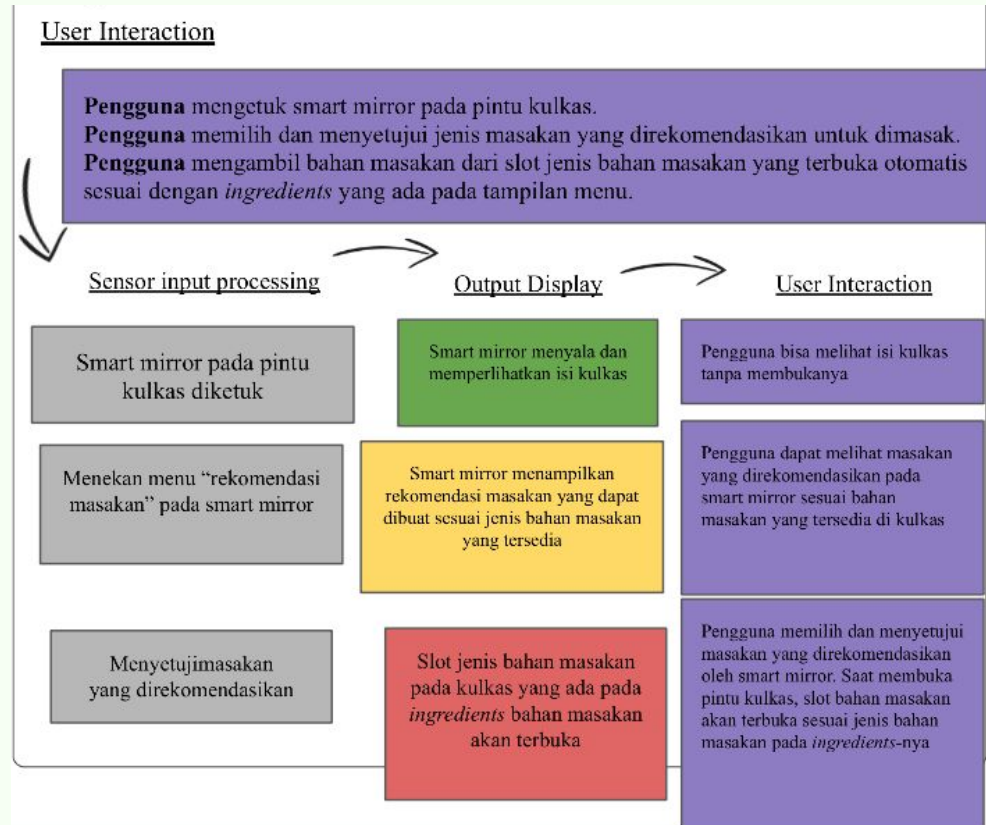 User Interaction
Pengguna mengetuk smart mirror pada pintu kulkas.
Pengguna memilih dan menyetujui jenis masakan yang direkomendasikan untuk dimasak.
Pengguna mengambil bahan masakan dari slot jenis bahan masakan yang terbuka otomatis
sesuai dengan ingredients yang ada pada tampilan menu.
Sensor input processing
Smart mirror pada pintu
kulkas diketuk
Menekan menu “rekomendasi
masakan” pada smart mirror
Menyetujimasakan
yang direkomendasikan
Output Display
Smart mirror menyala dan
memperlihatkan isi kulkas
Smart mirror menampilkan
rekomendasi masakan yang dapat
dibuat sesuai jenis bahan masakan
yang tersedia
Slot jenis bahan masakan
pada kulkas yang ada pada
ingredients bahan masakan
akan terbuka
User Interaction
Pengguna bisa melihat isi kulkas
tanpa membukanya
Pengguna dapat melihat masakan
yang direkomendasikan pada
smart mirror sesuai bahan
masakan yang tersedia di kulkas
Pengguna memilih dan menyetujui
masakan yang direkomendasikan
oleh smart mirror. Saat membuka
pintu kulkas, slot bahan masakan
akan terbuka sesuai jenis bahan
masakan pada ingredients-nya